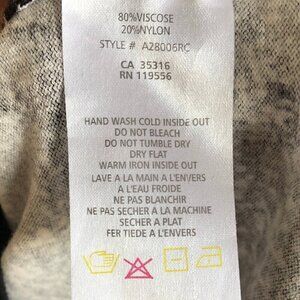 80%VISCOSE
20%NYLON
STYLE # A28006RC
CA 35316
RN 119556
HAND WASH COLD INSIDE OUT
DO NOT BLEACH
DO NOT TUMBLE DRY
DRY FLAT
WARM IRON INSIDE OUT
LAVE A LA MAIN A L'ENVERS
A L'EAU FROIDE
NE PAS BLANCHIR
NE PAS SECHER A LA MACHINE
SECHER A PLAT
FER TIEDE A L'ENVERS